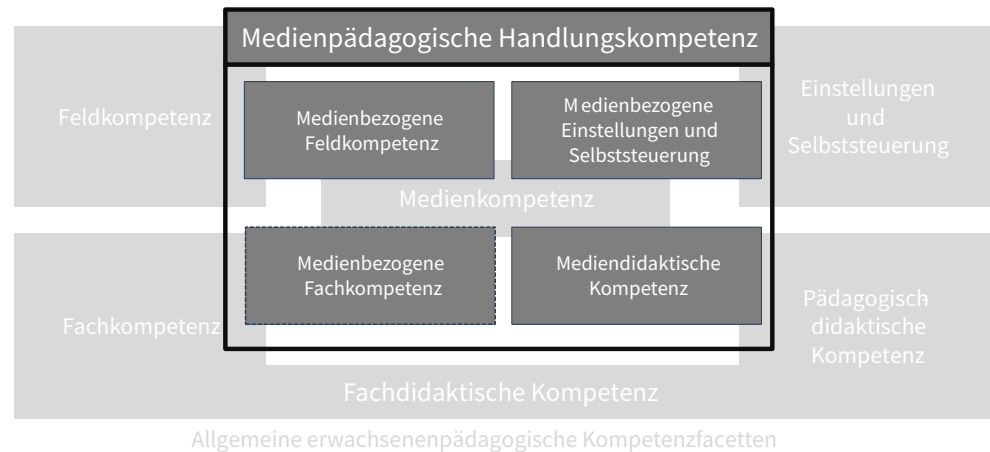 Medienpädagogische Handlungskompetenz
Feldkompetenz
Medienbezogene
Feldkompetenz
Medienbezogene
Einstellungen und
Selbststeuerung
Einstellungen
und
Selbststeuerung
Medienkompetenz
Medienbezogene
Fachkompetenz
Mediendidaktische
Kompetenz
Fachkompetenz
Pädagogisch-
didaktische
Kompetenz
Fachdidaktische Kompetenz
Allgemeine erwachsenenpädagogische Kompetenzfacetten